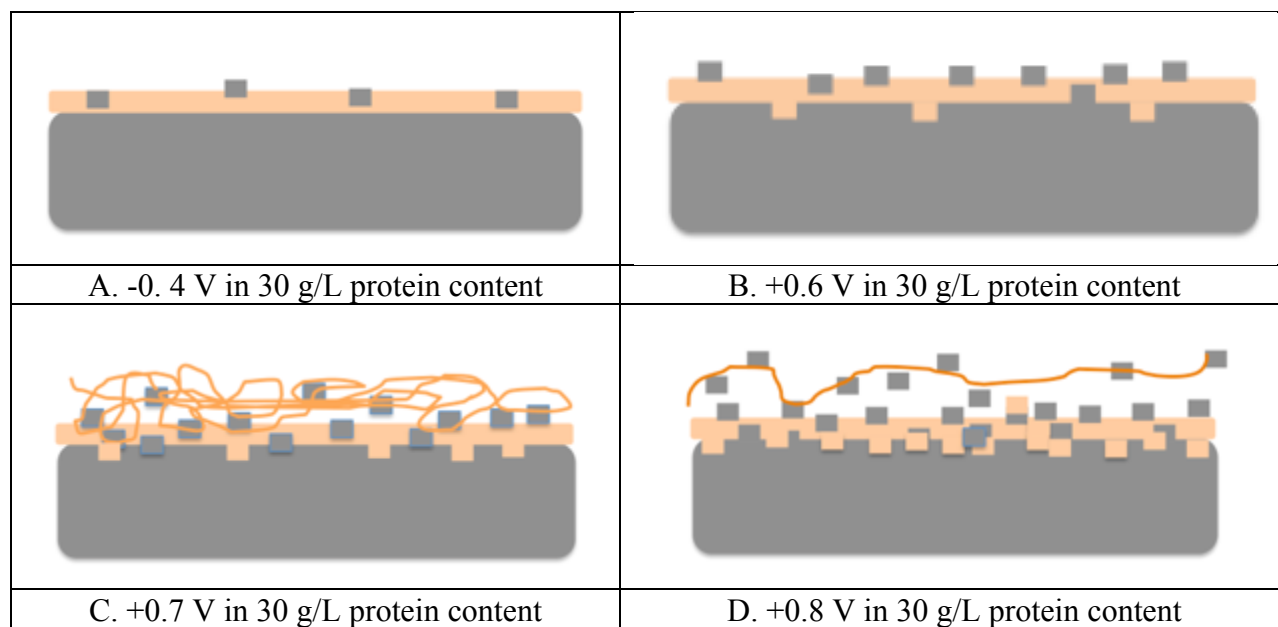 A. -0. 4 V in 30 g/L protein content
B. +0.6 V in 30 g/L protein content
C. +0.7 V in 30 g/L protein content
D. +0.8 V in 30 g/L protein content